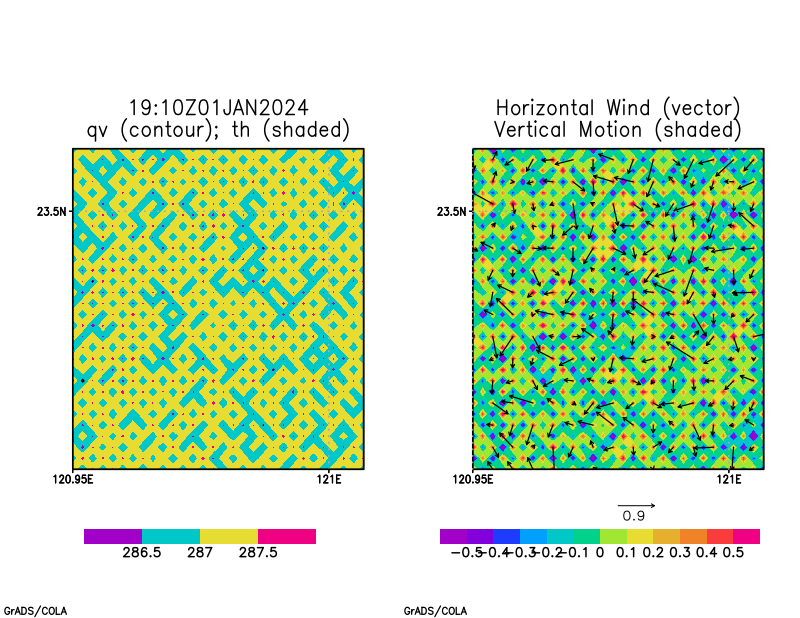 19:10Z01JAN2024
qv (contour); th (shaded)
23.5N
120.95E 121E
286.5 287 287.5
Horizontal Wind (vector)
Vertical Motion (shaded)
23.5N
120.95E 121E
0.9
-0.5 -0.4 -0.3 -0.2 -0.1 0 0.1 0.2 0.3 0.4 0.5
GrADS/COLA GrADS/COLA